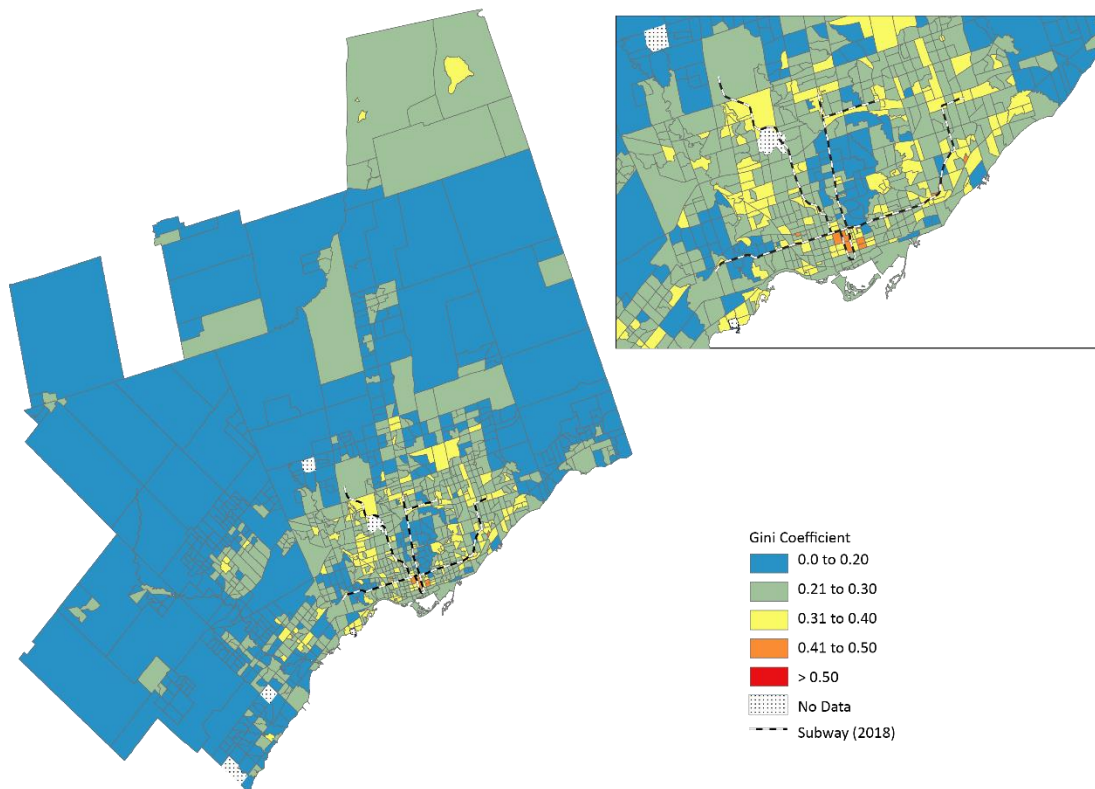 Gini Coefficient
0.0 to 0.20
0.21 to 0.30
0.31 to 0.40
0.41 to 0.50
> 0.50
No Data
Subway (2018)